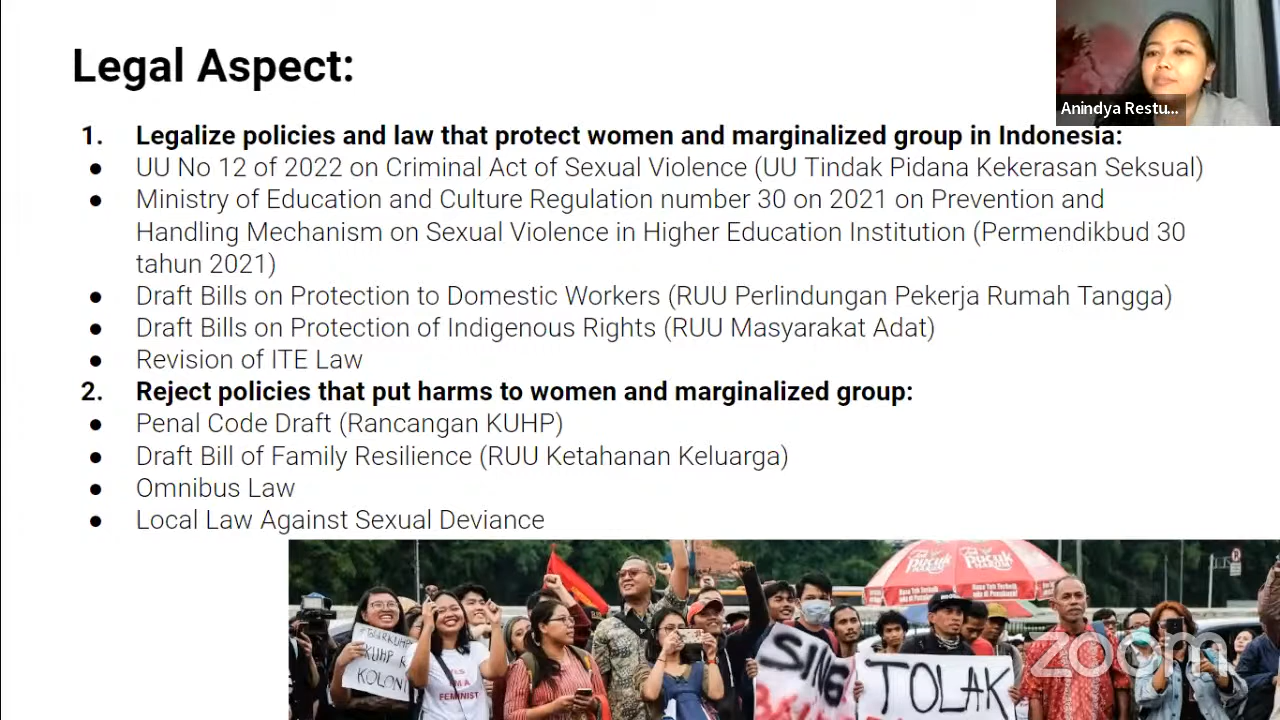 Legal Aspect:
Anindya Restu...
1. Legalize policies and law that protect women and marginalized group in Indonesia:
● UU No 12 of 2022 on Criminal Act of Sexual Violence (UU Tindak Pidana Kekerasan Seksual)
● Ministry of Education and Culture Regulation number 30 on 2021 on Prevention and
Handling Mechanism on Sexual Violence in Higher Education Institution (Permendikbud 30
tahun 2021)
● Draft Bills on Protection to Domestic Workers (RUU Perlindungan Pekerja Rumah Tangga)
● Draft Bills on Protection of Indigenous Rights (RUU Masyarakat Adat)
● Revision of ITE Law
2. Reject policies that put harms to women and marginalized group:
● Penal Code Draft (Rancangan KUHP)
● Draft Bill of Family Resilience (RUU Ketahanan Keluarga)
● Omnibus Law
● Local Law Against Sexual Deviance
Pucuk
Pucuk
KUHP
FEMINIST
TOLAK
zoom